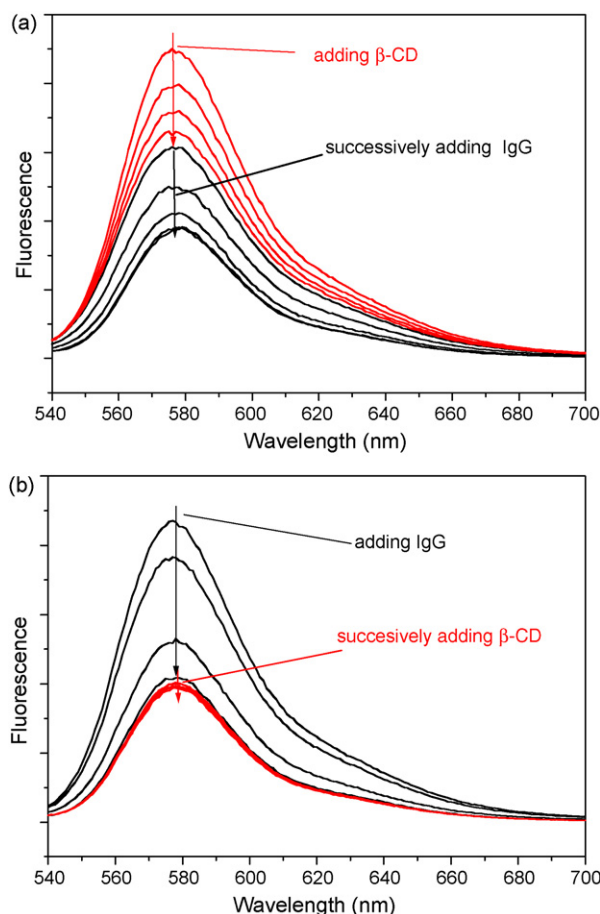 (a)
adding β-CD
successively adding IgG
Fluorescence
540 560 580 600 620 640 660 680 700
Wavelength (nm)
(b)
adding IgG
succesively adding β-CD
Fluorescence
540 560 580 600 620 640 660 680 700
Wavelength (nm)